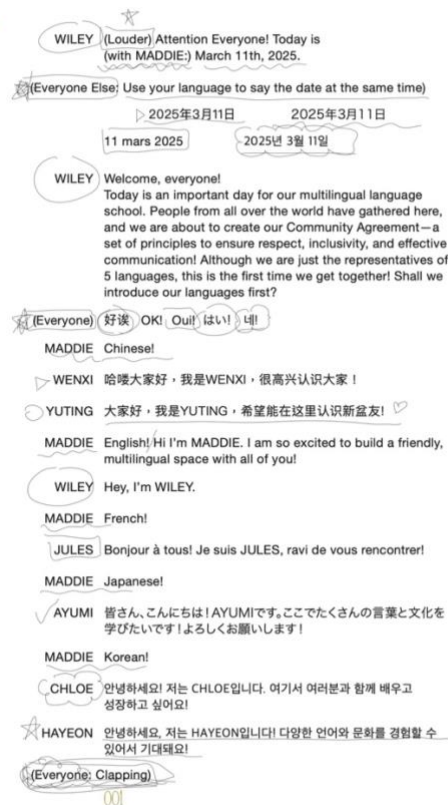 WILEY (Louder) Attention Everyone! Today is
(with MADDIE:) March 11th, 2025.
(Everyone Else: Use your language to say the date at the same time)
2025年3月11日 2025年3月11日
11 mars 2025 2025년 3월 11일
WILEY Welcome, everyone!
Today is an important day for our multilingual language
school. People from all over the world have gathered here,
and we are about to create our Community Agreement—a
set of principles to ensure respect, inclusivity, and effective
communication! Although we are just the representatives of
5 languages, this is the first time we get together! Shall we
introduce our languages first?
(Everyone) 好诶 OK! Oui! はい! 네!
MADDIE Chinese!
WENXI 哈喽大家好，我是WENXI，很高兴认识大家！
YUTING 大家好，我是YUTING，希望能在这里认识新盆友!
MADDIE English! Hi I'm MADDIE. I am so excited to build a friendly,
multilingual space with all of you!
WILEY Hey, I'm WILEY.
MADDIE French!
JULES Bonjour à tous! Je suis JULES, ravi de vous rencontrer!
MADDIE Japanese!
AYUMI 皆さん、こんにちは！AYUMIです。ここでたくさんの言葉と文化を
学びたいです！よろしくお願いします！
MADDIE Korean!
CHLOE 안녕하세요! 저는 CHLOE입니다. 여기서 여러분과 함께 배우고
성장하고 싶어요!
HAYEON 안녕하세요, 저는 HAYEON입니다! 다양한 언어와 문화를 경험할 수
있어서 기대돼요!
(Everyone: Clapping)
001